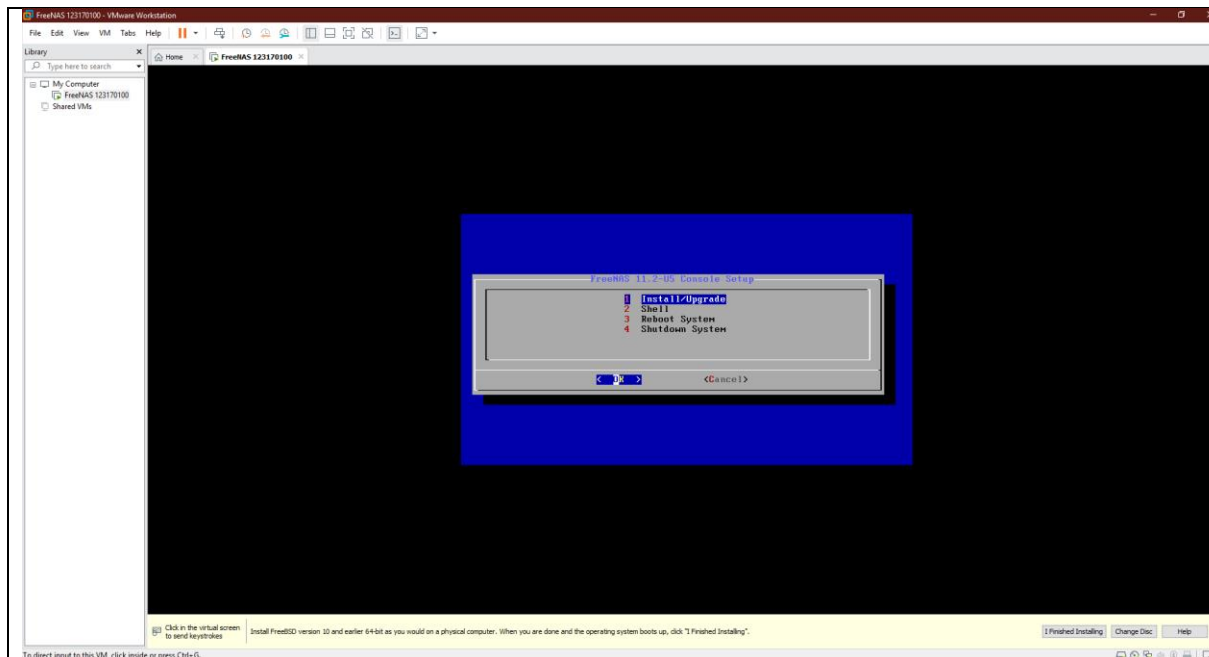 FreeNAS 123170100 - VMware Workstation
File Edit View VM Tabs Help
Library
Type here to search
My Computer
FreeNAS 123170100
Shared VMs
Home
FreeNAS 123170100
FreeNAS 11.2-U5 Console Setup
1 Install/Upgrade
2 Shell
3 Reboot System
4 Shutdown System
< OK > <Cancel>
Click in the virtual screen
to send keystrokes
Install FreeBSD version 10 and earlier 64-bit as you would on a physical computer. When you are done and the operating system boots up, click "I Finished Installing".
I Finished Installing
Change Disc
Help
To direct input to this VM, click inside or press Ctrl+G.